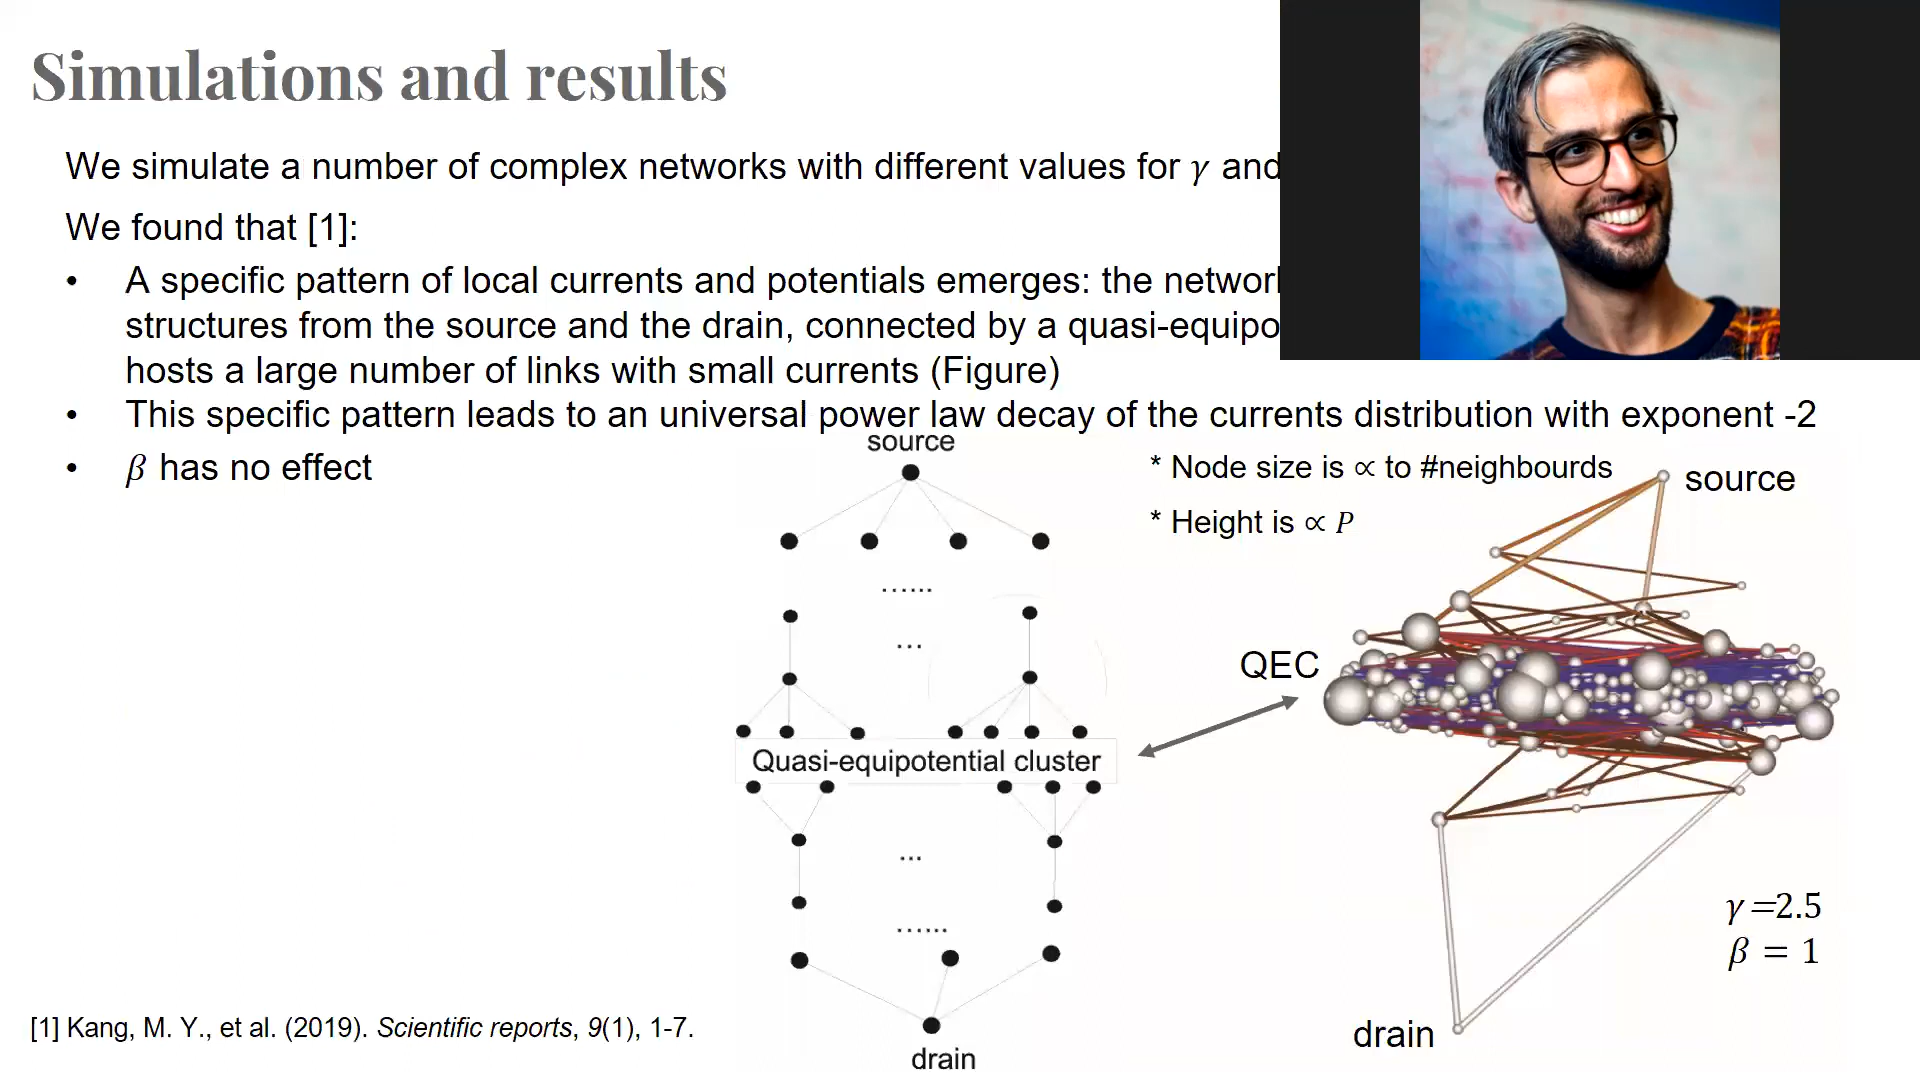 Simulations and results
We simulate a number of complex networks with different values for γ and
We found that [1]:
• A specific pattern of local currents and potentials emerges: the network
structures from the source and the drain, connected by a quasi-equipo
hosts a large number of links with small currents (Figure)
• This specific pattern leads to an universal power law decay of the currents distribution with exponent -2
• β has no effect
source
* Node size is ∝ to #neighbourds
source
* Height is ∝ P
……
…
QEC
Quasi-equipotential cluster
…
γ=2.5
……
β = 1
[1] Kang, M. Y., et al. (2019). Scientific reports, 9(1), 1-7.
drain
drain